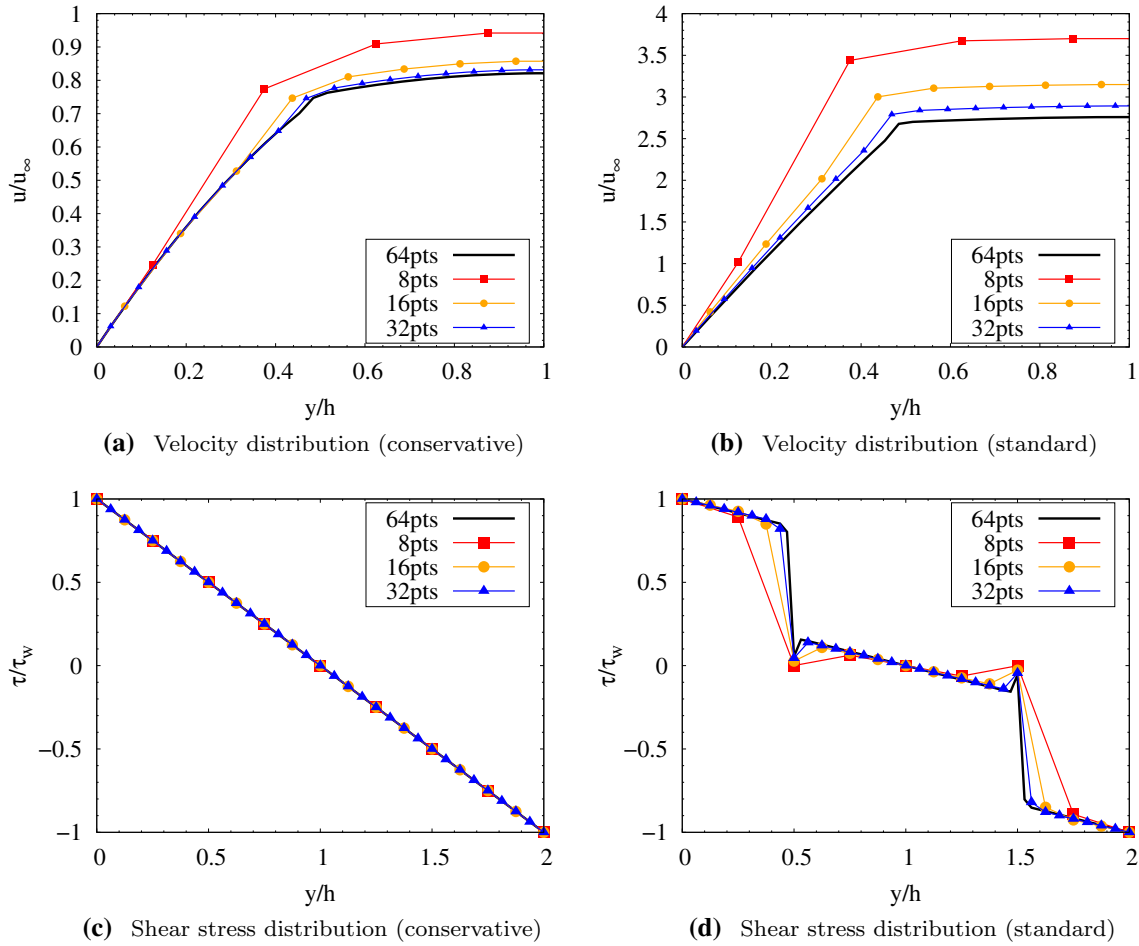 1
0.9
0.8
0.7
0.6
0.5
0.4
0.3
0.2
0.1
0
u/u∞
0 0.2 0.4 0.6 0.8 1
y/h
64pts
8pts
16pts
32pts
(a) Velocity distribution (conservative)
4
3.5
3
2.5
2
1.5
1
0.5
0
u/u∞
0 0.2 0.4 0.6 0.8 1
y/h
64pts
8pts
16pts
32pts
(b) Velocity distribution (standard)
1
0.5
0
−0.5
−1
τ/τw
0 0.5 1 1.5 2
y/h
64pts
8pts
16pts
32pts
(c) Shear stress distribution (conservative)
1
0.5
0
−0.5
−1
τ/τw
0 0.5 1 1.5 2
y/h
64pts
8pts
16pts
32pts
(d) Shear stress distribution (standard)